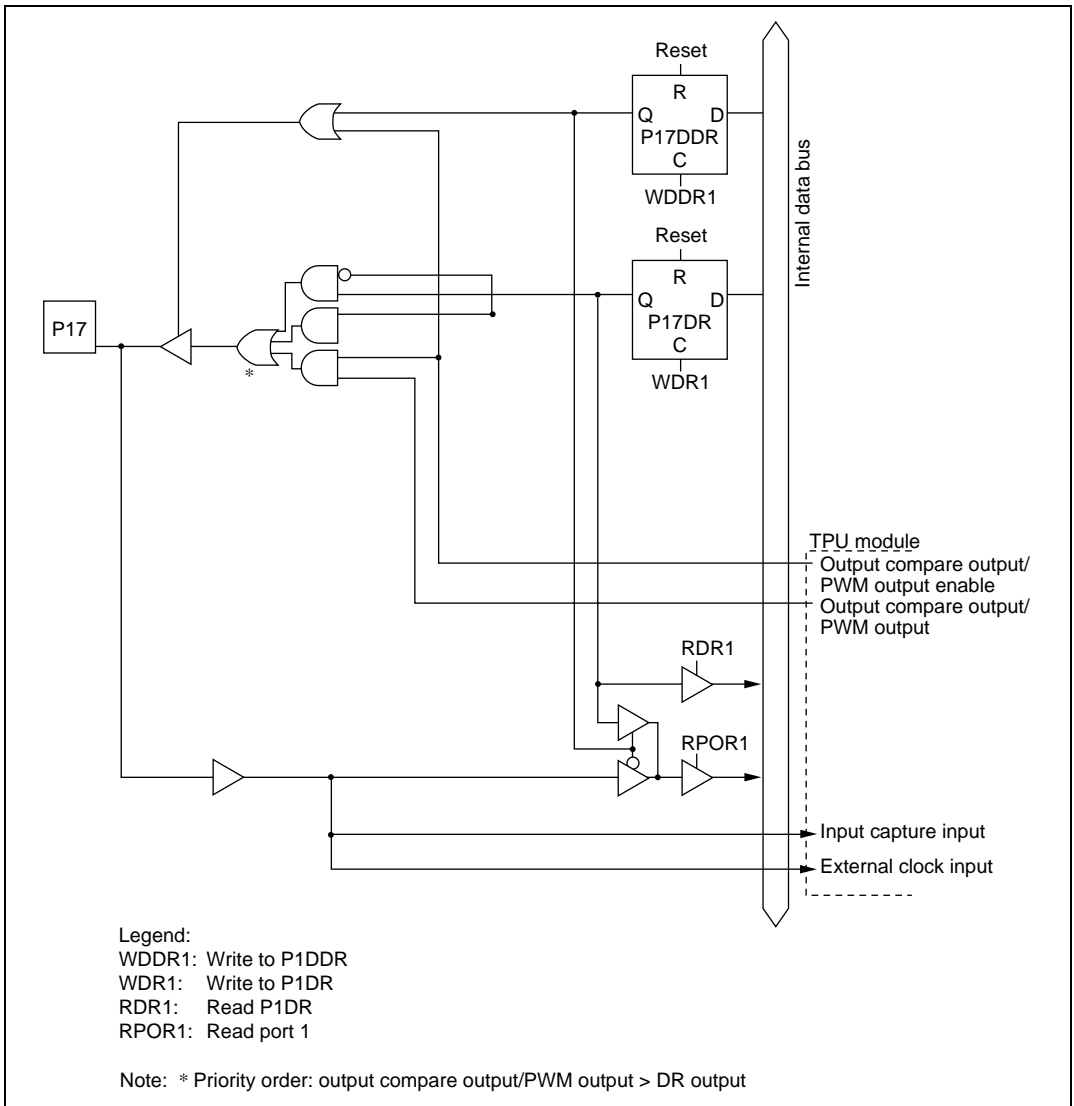 Reset
R
Q D
P17DDR
C
WDDR1
Reset
R
Q D
P17DR
C
WDR1
Internal data bus
P17
*
TPU module
Output compare output/
PWM output enable
Output compare output/
PWM output
RDR1
RPOR1
Input capture input
External clock input
Legend:
WDDR1: Write to P1DDR
WDR1: Write to P1DR
RDR1: Read P1DR
RPOR1: Read port 1
Note: * Priority order: output compare output/PWM output > DR output